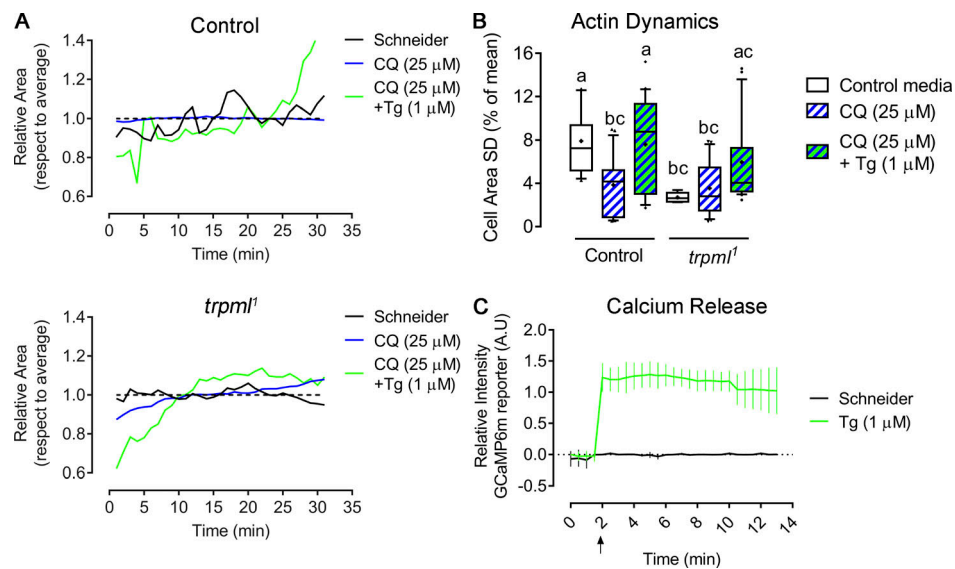 A
Control
1.4
1.2
1.0
0.8
0.6
Relative Area
(respect to average)
0 5 10 15 20 25 30 35
Time (min)
Schneider
CQ (25 μM)
CQ (25 μM)
+Tg (1 μM)
trpml¹
1.4
1.2
1.0
0.8
0.6
Relative Area
(respect to average)
0 5 10 15 20 25 30 35
Time (min)
Schneider
CQ (25 μM)
CQ (25 μM)
+Tg (1 μM)
B
Actin Dynamics
16
12
8
4
0
Cell Area SD (% of mean)
a bc a bc bc ac
Control trpml¹
Control media
CQ (25 μM)
CQ (25 μM)
+ Tg (1 μM)
C
Calcium Release
2.0
1.5
1.0
0.5
0.0
-0.5
Relative Intensity
GCaMP6m reporter (A.U)
0 2 4 6 8 10 12 14
Time (min)
Schneider
Tg (1 μM)